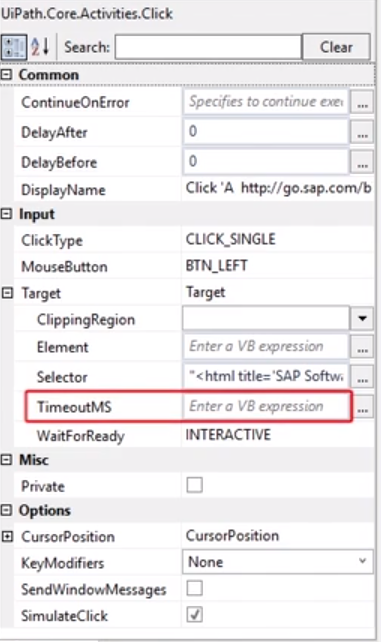 UiPath.Core.Activities.Click
Search: Clear
Common
ContinueOnError Specifies to continue exe
DelayAfter 0 ...
DelayBefore 0 ...
DisplayName Click 'A http://go.sap.com/b
Input
ClickType CLICK_SINGLE
MouseButton BTN_LEFT
Target Target
ClippingRegion
Element Enter a VB expression ...
Selector "<html title='SAP Softwa ...
TimeoutMS Enter a VB expression ...
WaitForReady INTERACTIVE
Misc
Private
Options
CursorPosition CursorPosition
KeyModifiers None
SendWindowMessages
SimulateClick